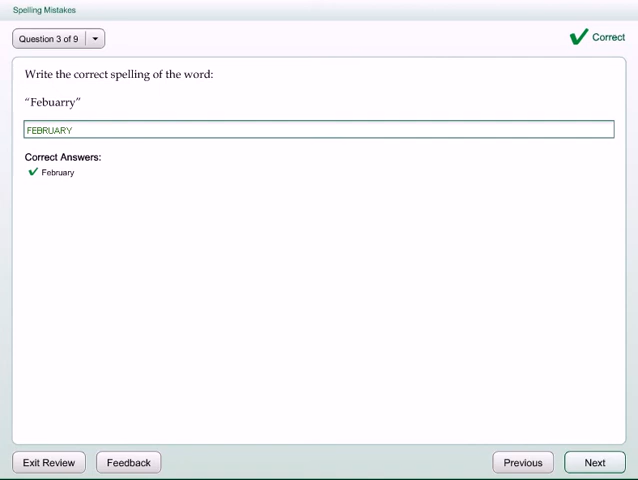 Spelling Mistakes
Question 3 of 9
Correct
Write the correct spelling of the word:
“Febuarry”
FEBRUARY
Correct Answers:
February
Exit Review
Feedback
Previous
Next